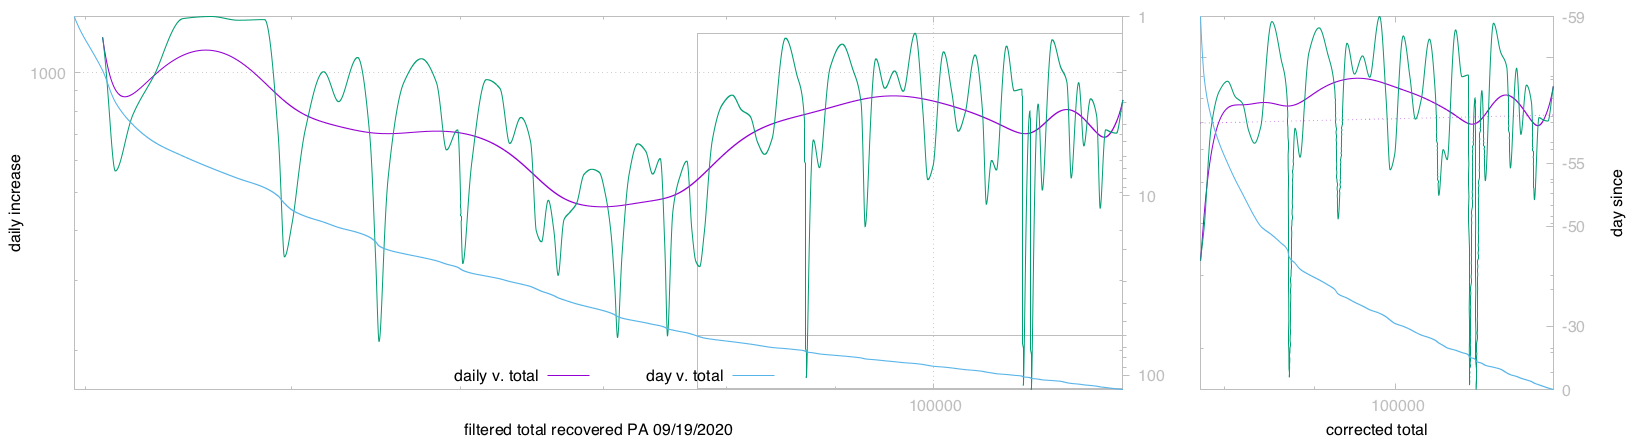 1
-59
1000
daily increase
-55
day since
10
-50
-30
daily v. total
day v. total
100
0
100000
100000
filtered total recovered PA 09/19/2020
corrected total